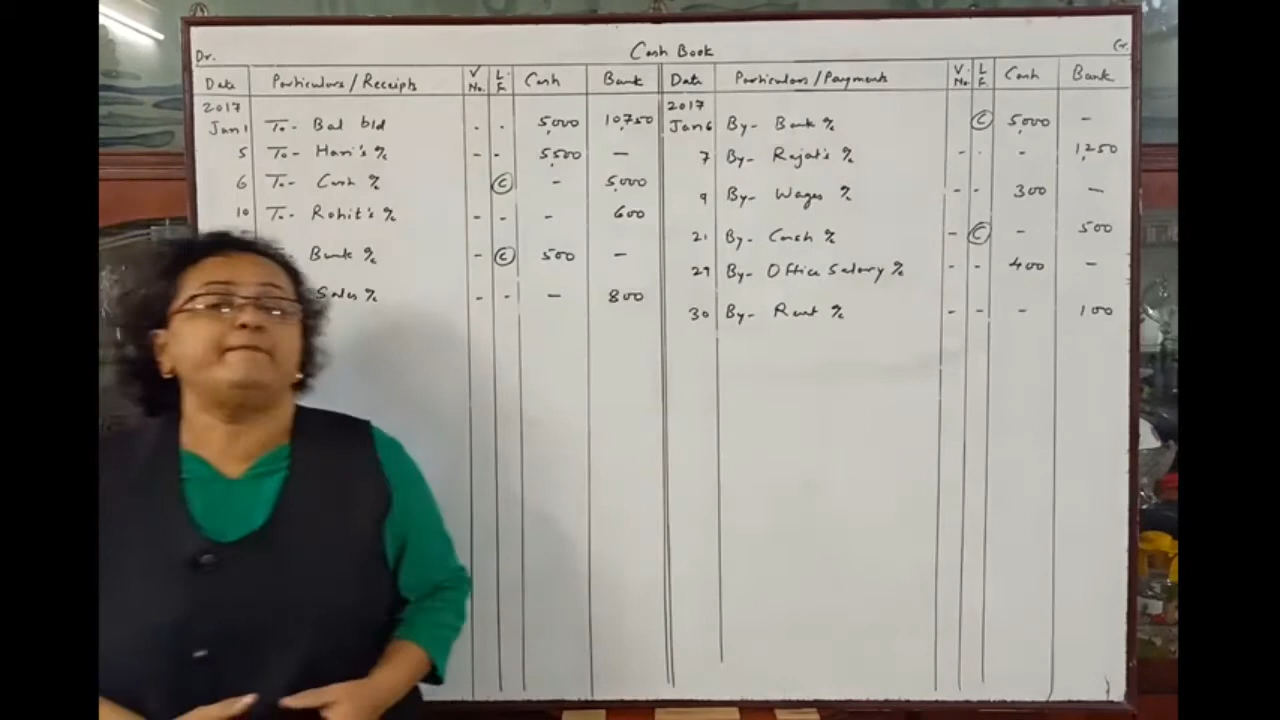 Cash Book
Dr. Cr.
Date Particulars/Receipts V. No. L. F. Cash Bank Date Particulars/Payments V. No. L. F. Cash Bank
2017 2017
Jan 1 To- Bal b/d - - 5,000 10,750 Jan 6 By- Bank a/c C 5,000 -
5 To- Hari's a/c - - 5,500 - 7 By- Rajat's a/c - - - 1,250
6 To- Cash a/c C - 5,000 9 By- Wages a/c - - 300 -
10 To- Rohit's a/c - - - 600 21 By- Cash a/c - C - 500
Bank a/c - C 500 - 29 By- Office Salary a/c - - 400 -
Sales a/c - - - 800 30 By- Rent a/c - - - 100